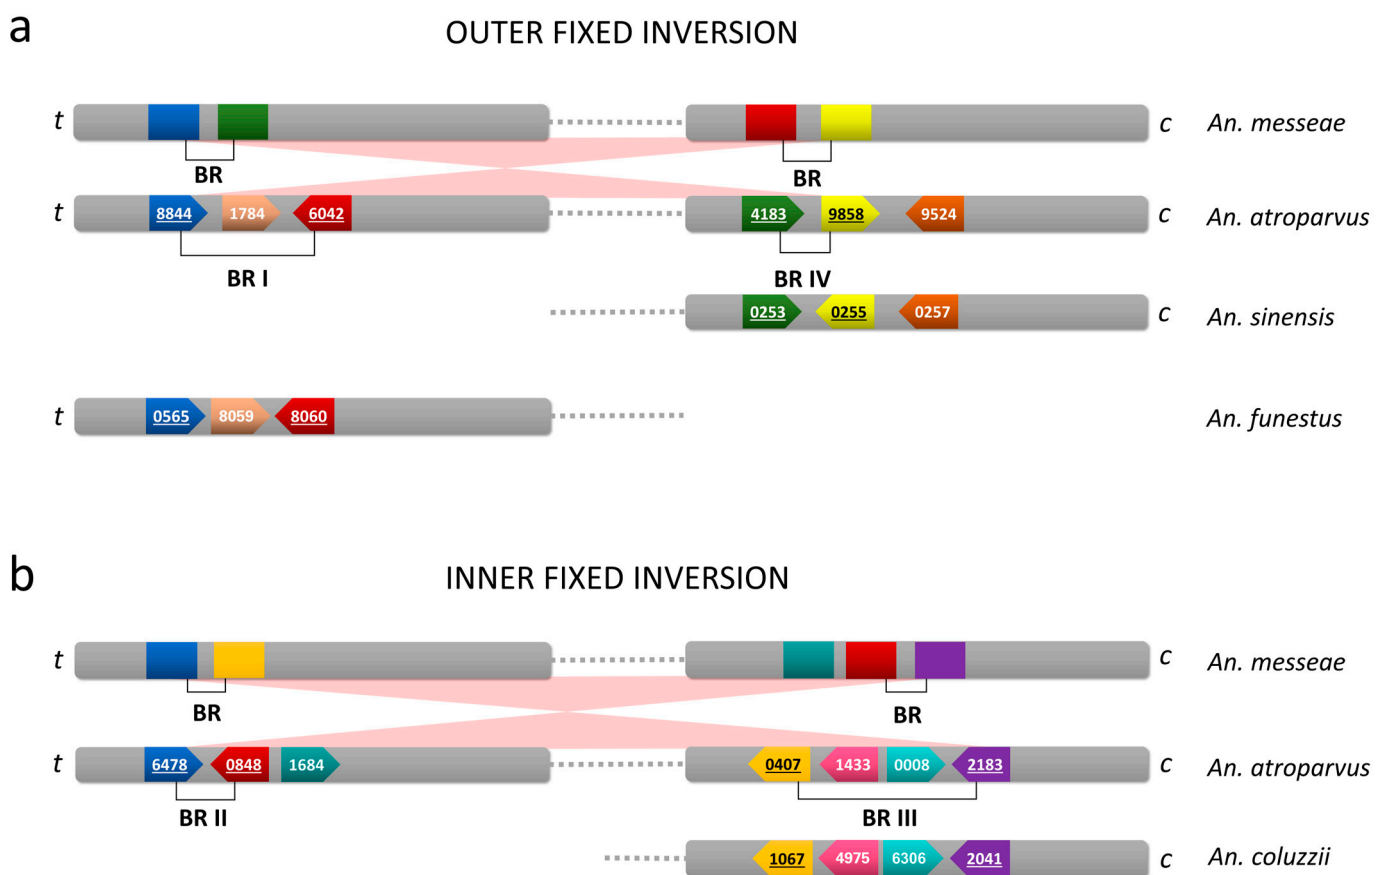 a
OUTER FIXED INVERSION
t c An. messeae
BR BR
t 8844 1784 6042 4183 9858 9524 c An. atroparvus
BR I BR IV
0253 0255 0257 c An. sinensis
t 0565 8059 8060 An. funestus
b
INNER FIXED INVERSION
t c An. messeae
BR BR
t 6478 0848 1684 0407 1433 0008 2183 c An. atroparvus
BR II BR III
1067 4975 6306 2041 c An. coluzzii